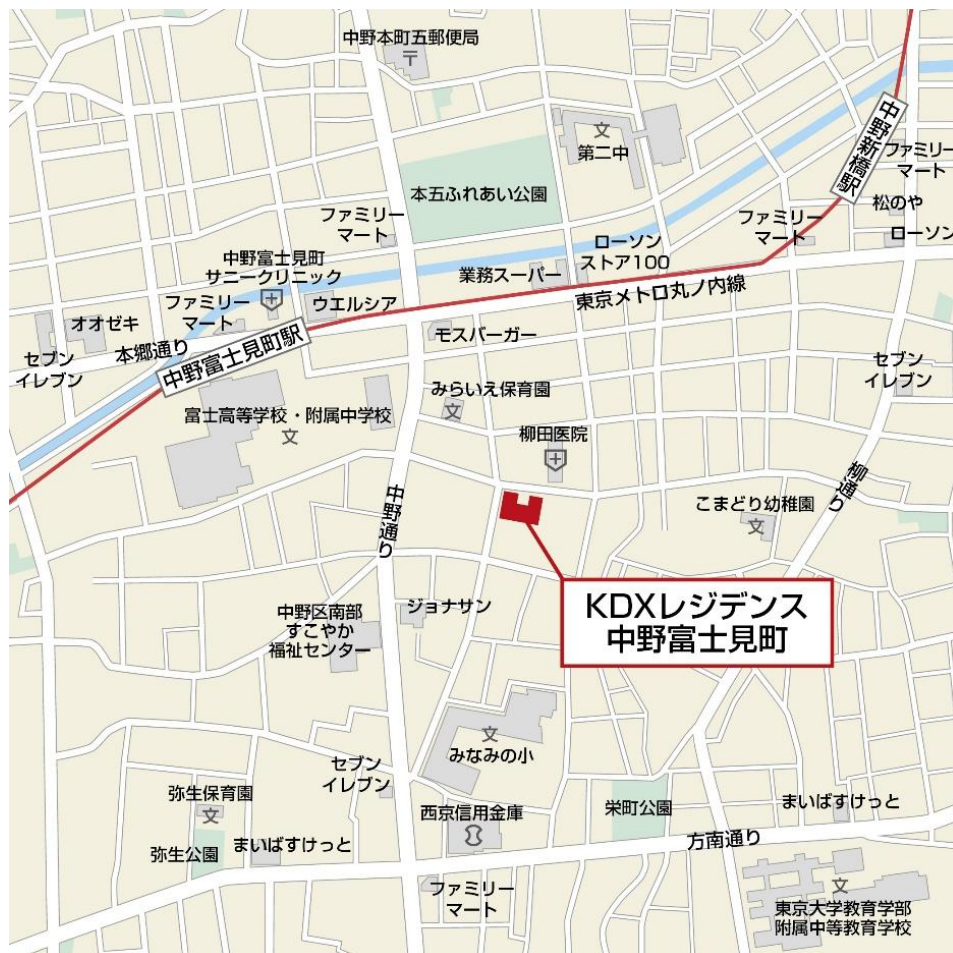 中野本町五郵便局
〒
文
第二中
中野新橋駅
ファミリー
マート
松のや
ローソン
本五ふれあい公園
ファミリー
マート
ファミリー
マート
ローソン
ストア100
業務スーパー
東京メトロ丸ノ内線
中野富士見町
サニークリニック
ファミリー
マート
ウエルシア
オオゼキ
本郷通り
中野富士見町駅
セブン
イレブン
モスバーガー
セブン
イレブン
みらいえ保育園
文
富士高等学校・附属中学校
文
柳田医院
中野通り
柳通り
こまどり幼稚園
文
KDXレジデンス
中野富士見町
中野区南部
すこやか
福祉センター
ジョナサン
文
みなみの小
セブン
イレブン
弥生保育園
文
西京信用金庫
栄町公園
まいばすけっと
弥生公園
まいばすけっと
方南通り
ファミリー
マート
文
東京大学教育学部
附属中等教育学校